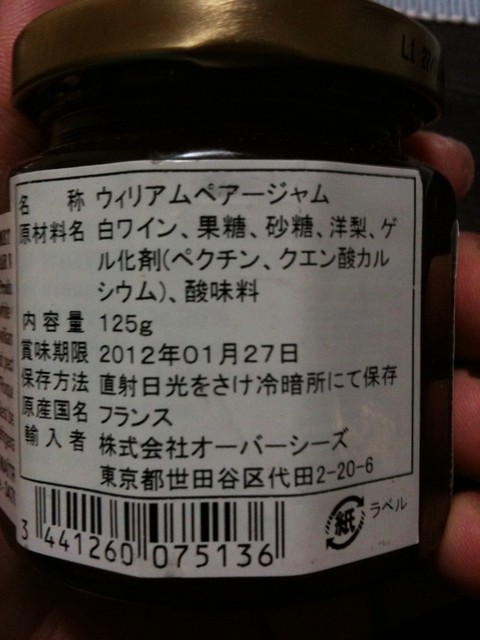 L1 27
名称 ウィリアムペアージャム
原材料名 白ワイン、果糖、砂糖、洋梨、ゲ
ル化剤(ペクチン、クエン酸カル
シウム)、酸味料
内容量 125g
賞味期限 2012年01月27日
保存方法 直射日光をさけ冷暗所にて保存
原産国名 フランス
輸入者 株式会社オーバーシーズ
東京都世田谷区代田2-20-6
3 441260 075136
紙 ラベル